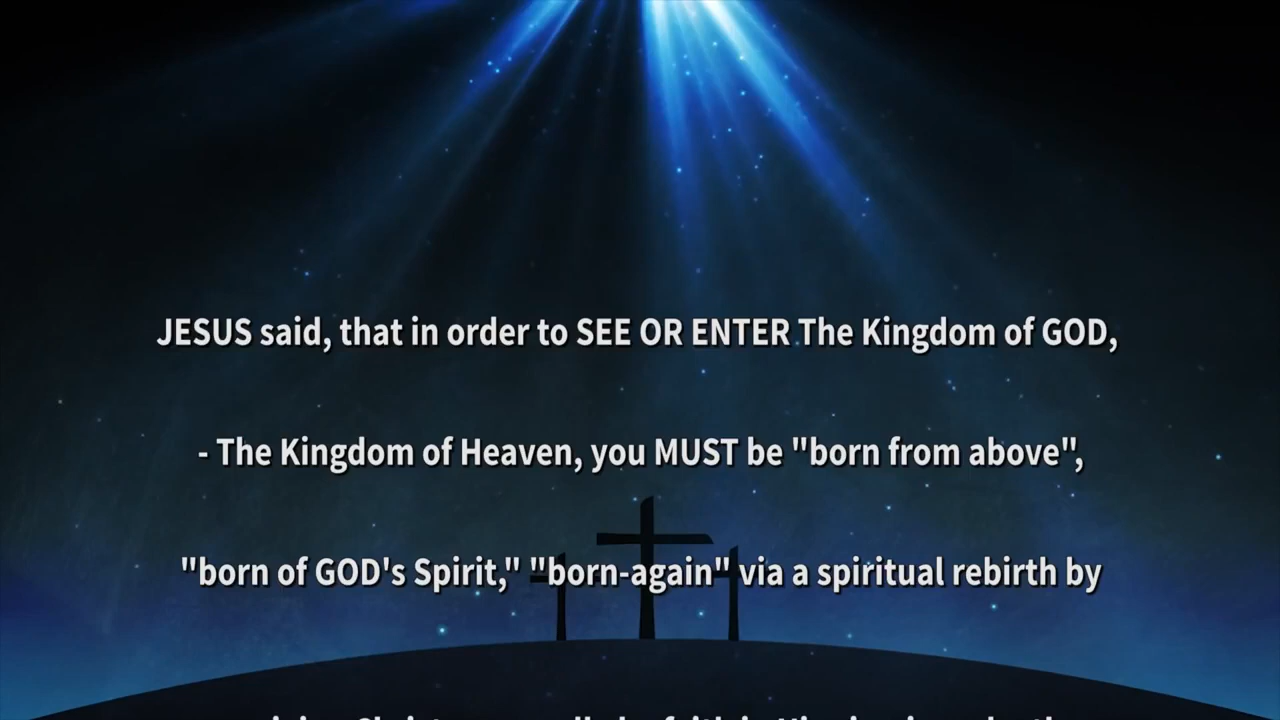 JESUS said, that in order to SEE OR ENTER The Kingdom of GOD,
- The Kingdom of Heaven, you MUST be "born from above",
"born of GOD's Spirit," "born-again" via a spiritual rebirth by